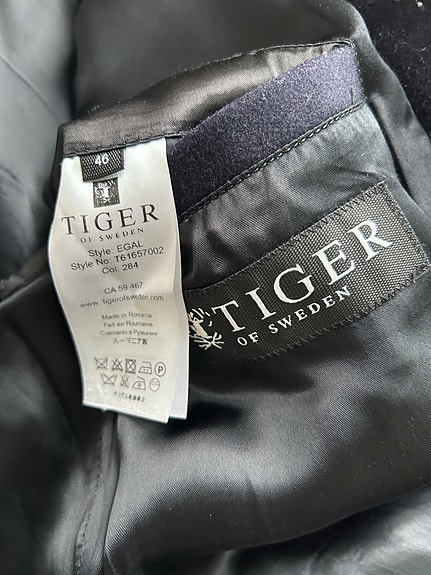 46
TIGER
OF SWEDEN
Style: EGAL
Style No: T61657002
Col: 284
CA 59 467
www.tigerofsweden.com
Made in Romania
Fait en Roumanie
Сделано в Румынии
ルーマニア製
TIGER
OF SWEDEN